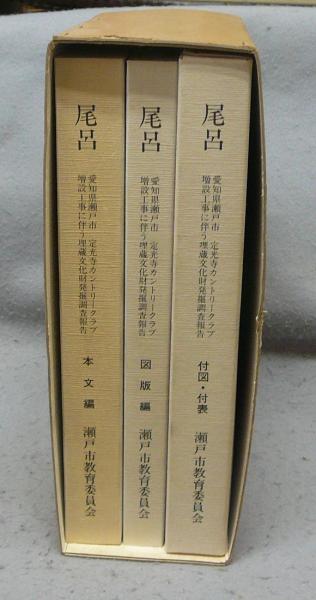 尾呂
愛知県瀬戸市 定光寺カントリークラブ
増設工事に伴う埋蔵文化財発掘調査報告
本文編
瀬戸市教育委員会
尾呂
愛知県瀬戸市 定光寺カントリークラブ
増設工事に伴う埋蔵文化財発掘調査報告
図版編
瀬戸市教育委員会
尾呂
愛知県瀬戸市 定光寺カントリークラブ
増設工事に伴う埋蔵文化財発掘調査報告
付図・付表
瀬戸市教育委員会